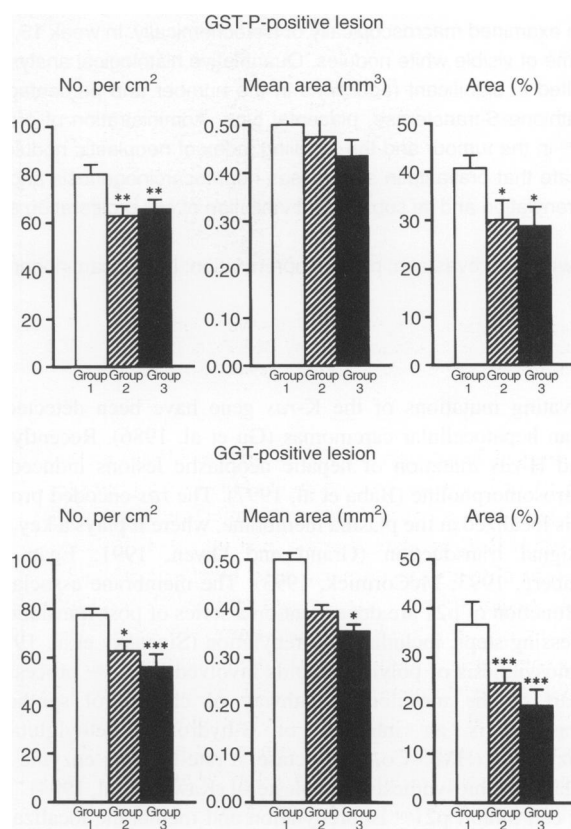 GST-P-positive lesion
No. per cm2
Mean area (mm3)
Area (%)
100
80
60
40
20
0
** **
Group 1
Group 2
Group 3
0.50
0.40
0.30
0.20
0.10
0.00
Group 1
Group 2
Group 3
50
40
30
20
10
0
* *
Group 1
Group 2
Group 3
GGT-positive lesion
No. per cm2
Mean area (mm3)
Area (%)
100
80
60
40
20
0
* ***
Group 1
Group 2
Group 3
0.50
0.40
0.30
0.20
0.10
0.00
*
Group 1
Group 2
Group 3
50
40
30
20
10
0
*** ***
Group 1
Group 2
Group 3